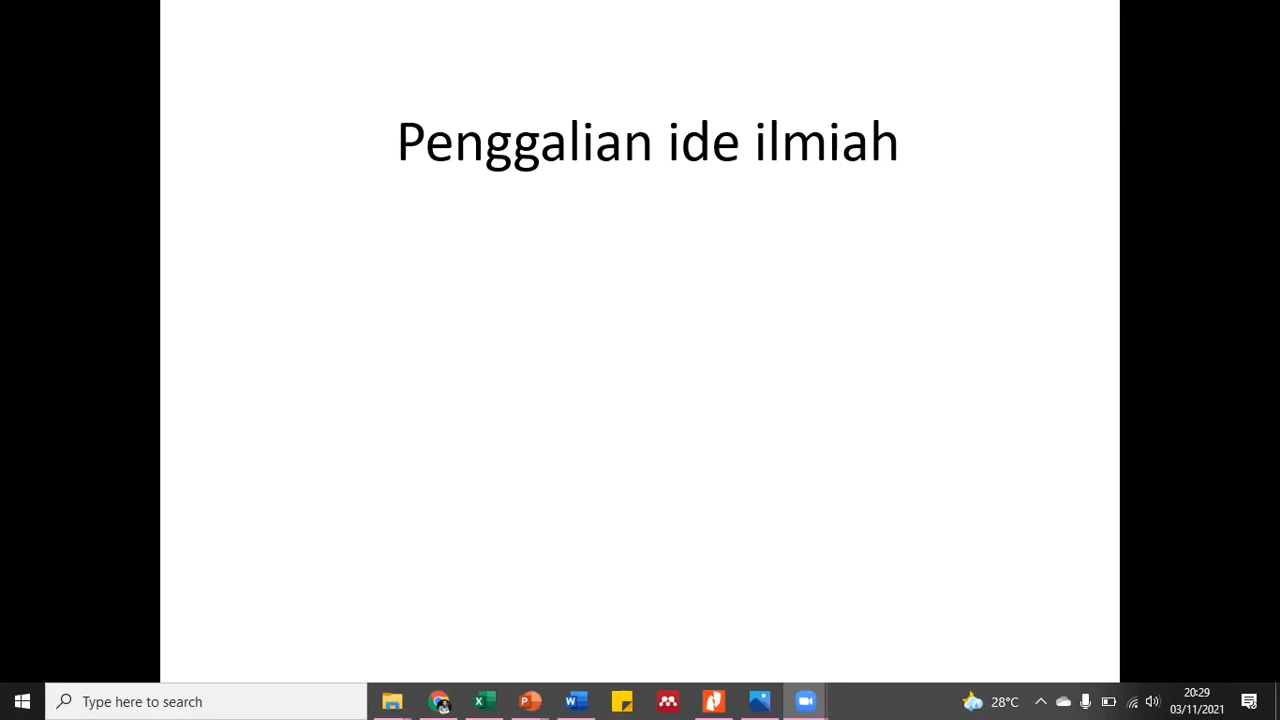 Penggalian ide ilmiah
Type here to search
28°C
20:29
03/11/2021